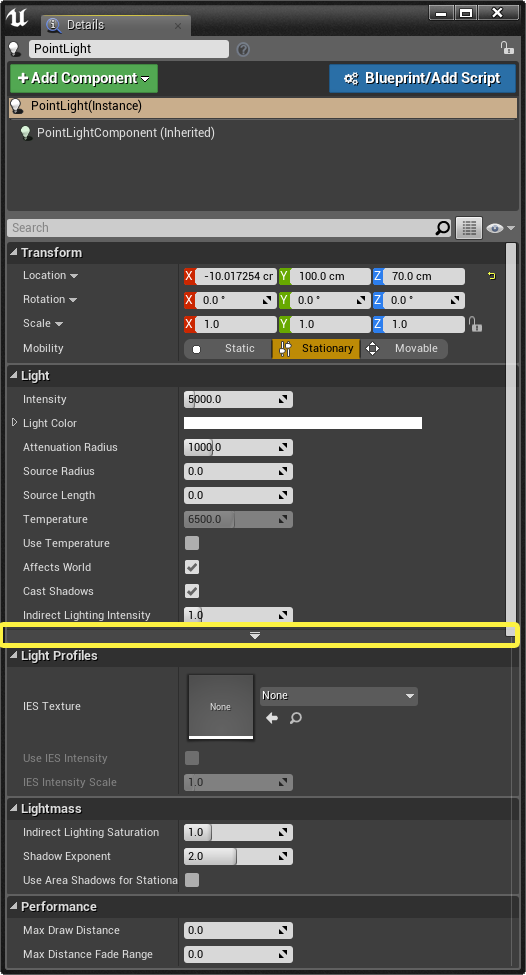 Details
PointLight
Add Component
Blueprint/Add Script
PointLight(Instance)
PointLightComponent (Inherited)
Search
Transform
Location X -10.017254 cm Y 100.0 cm Z 70.0 cm
Rotation X 0.0 ° Y 0.0 ° Z 0.0 °
Scale X 1.0 Y 1.0 Z 1.0
Mobility Static Stationary Movable
Light
Intensity 5000.0
Light Color
Attenuation Radius 1000.0
Source Radius 0.0
Source Length 0.0
Temperature 6500.0
Use Temperature
Affects World
Cast Shadows
Indirect Lighting Intensity 1.0
Light Profiles
IES Texture None None
Use IES Intensity
IES Intensity Scale 1.0
Lightmass
Indirect Lighting Saturation 1.0
Shadow Exponent 2.0
Use Area Shadows for Stationa
Performance
Max Draw Distance 0.0
Max Distance Fade Range 0.0